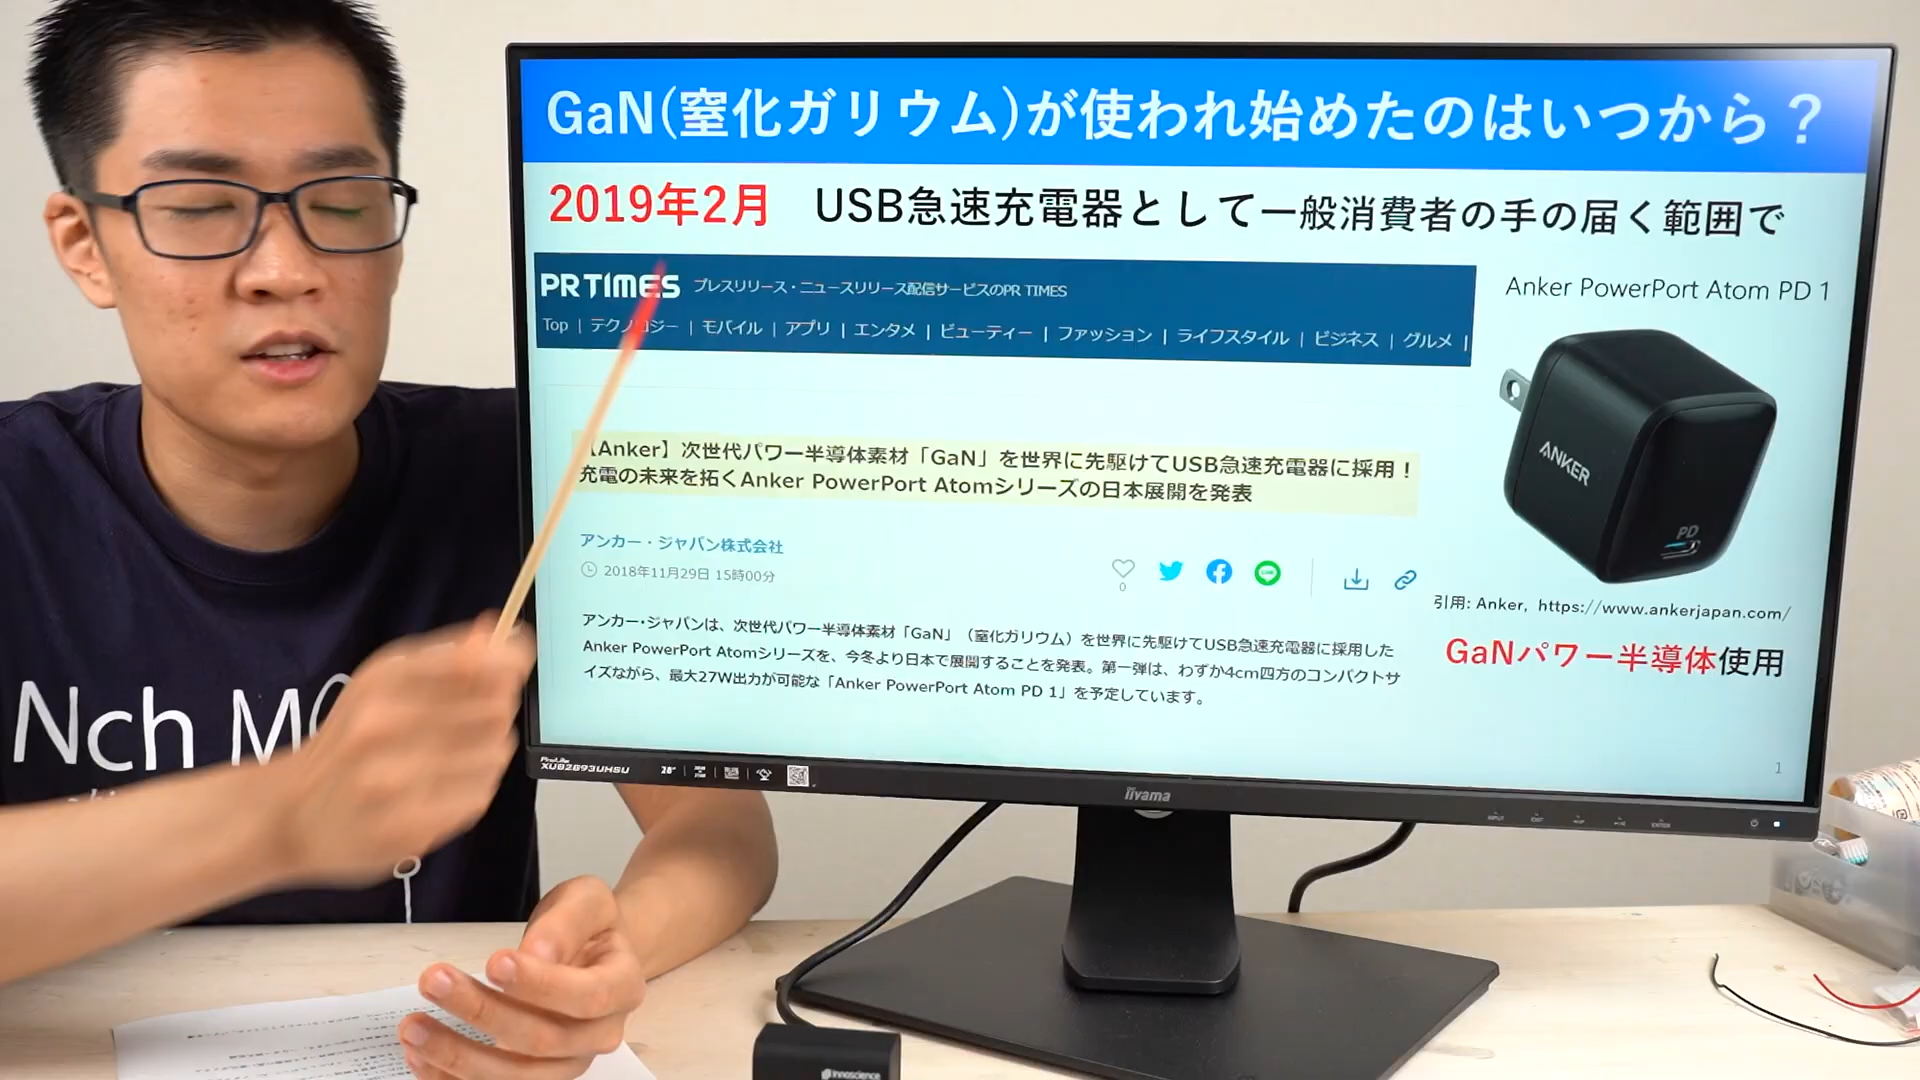 GaN(窒化ガリウム)が使われ始めたのはいつから？
2019年2月 USB急速充電器として一般消費者の手の届く範囲で
PR TIMES プレスリリース・ニュースリリース配信サービスのPR TIMES
Top | テクノロジー | モバイル | アプリ | エンタメ | ビューティー | ファッション | ライフスタイル | ビジネス | グルメ |
【Anker】次世代パワー半導体素材「GaN」を世界に先駆けてUSB急速充電器に採用！
充電の未来を拓くAnker PowerPort Atomシリーズの日本展開を発表
アンカー・ジャパン株式会社
2018年11月29日 15時00分
0
LINE
アンカー・ジャパンは、次世代パワー半導体素材「GaN」（窒化ガリウム）を世界に先駆けてUSB急速充電器に採用した
Anker PowerPort Atomシリーズを、今冬より日本で展開することを発表。第一弾は、わずか4cm四方のコンパクトサ
イズながら、最大27W出力が可能な「Anker PowerPort Atom PD 1」を予定しています。
Anker PowerPort Atom PD 1
ANKER
PD
引用: Anker, https://www.ankerjapan.com/
GaNパワー半導体使用
1
ProLite
XUB2893UHSU
28"
iiyama
INPUT EXIT ENTER
Nch M
Innoscience